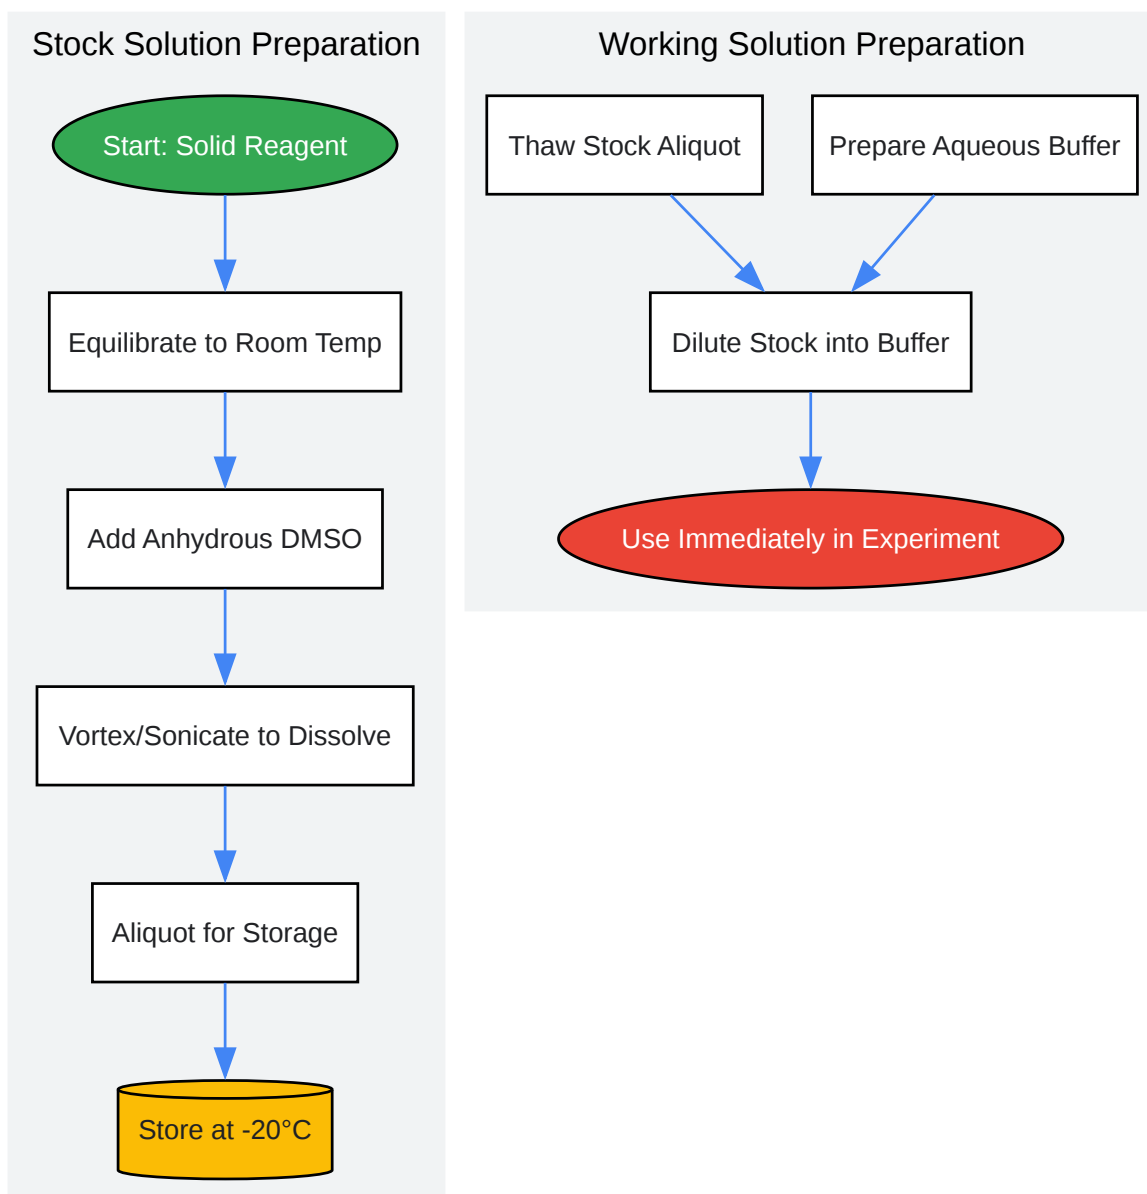 Stock Solution Preparation
Start: Solid Reagent
Equilibrate to Room Temp
Add Anhydrous DMSO
Vortex/Sonicate to Dissolve
Aliquot for Storage
Store at -20°C
Working Solution Preparation
Thaw Stock Aliquot
Prepare Aqueous Buffer
Dilute Stock into Buffer
Use Immediately in Experiment